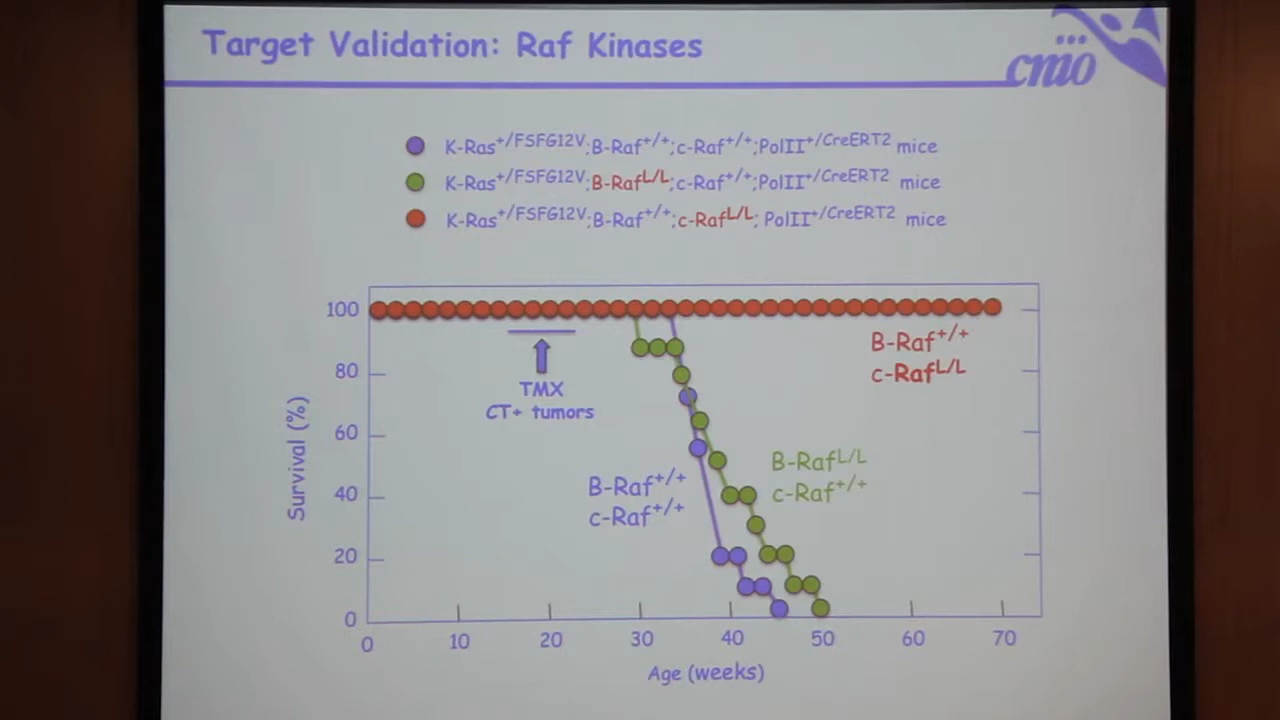 Target Validation: Raf Kinases
cnio
K-Ras+/FSFG12V;B-Raf+/+;c-Raf+/+;PolII+/CreERT2 mice
K-Ras+/FSFG12V;B-RafL/L;c-Raf+/+;PolII+/CreERT2 mice
K-Ras+/FSFG12V;B-Raf+/+;c-RafL/L; PolII+/CreERT2 mice
Survival (%)
100
80
60
40
20
0
TMX
CT+ tumors
B-Raf+/+
c-RafL/L
B-RafL/L
c-Raf+/+
B-Raf+/+
c-Raf+/+
0 10 20 30 40 50 60 70
Age (weeks)